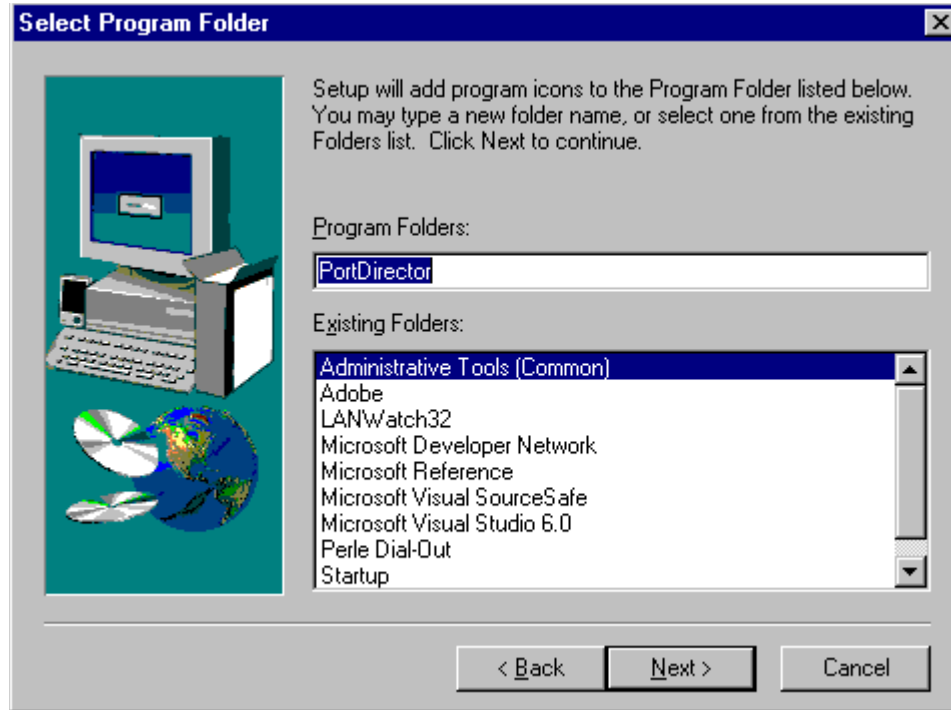 Select Program Folder
Setup will add program icons to the Program Folder listed below.
You may type a new folder name, or select one from the existing
Folders list.  Click Next to continue.
Program Folders:
PortDirector
Existing Folders:
Administrative Tools (Common)
Adobe
LANWatch32
Microsoft Developer Network
Microsoft Reference
Microsoft Visual SourceSafe
Microsoft Visual Studio 6.0
Perle Dial-Out
Startup
< Back Next > Cancel